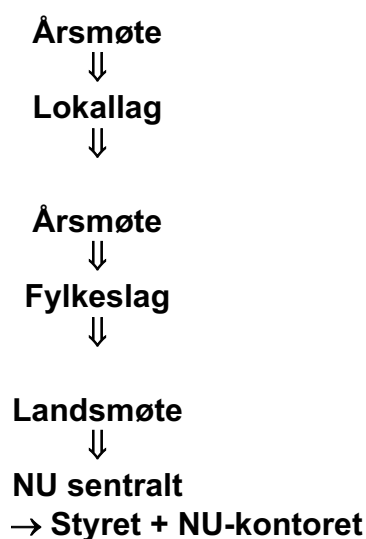 Årsmøte
⇓
Lokallag
⇓
Årsmøte
⇓
Fylkeslag
⇓
Landsmøte
⇓
NU sentralt
→ Styret + NU-kontoret